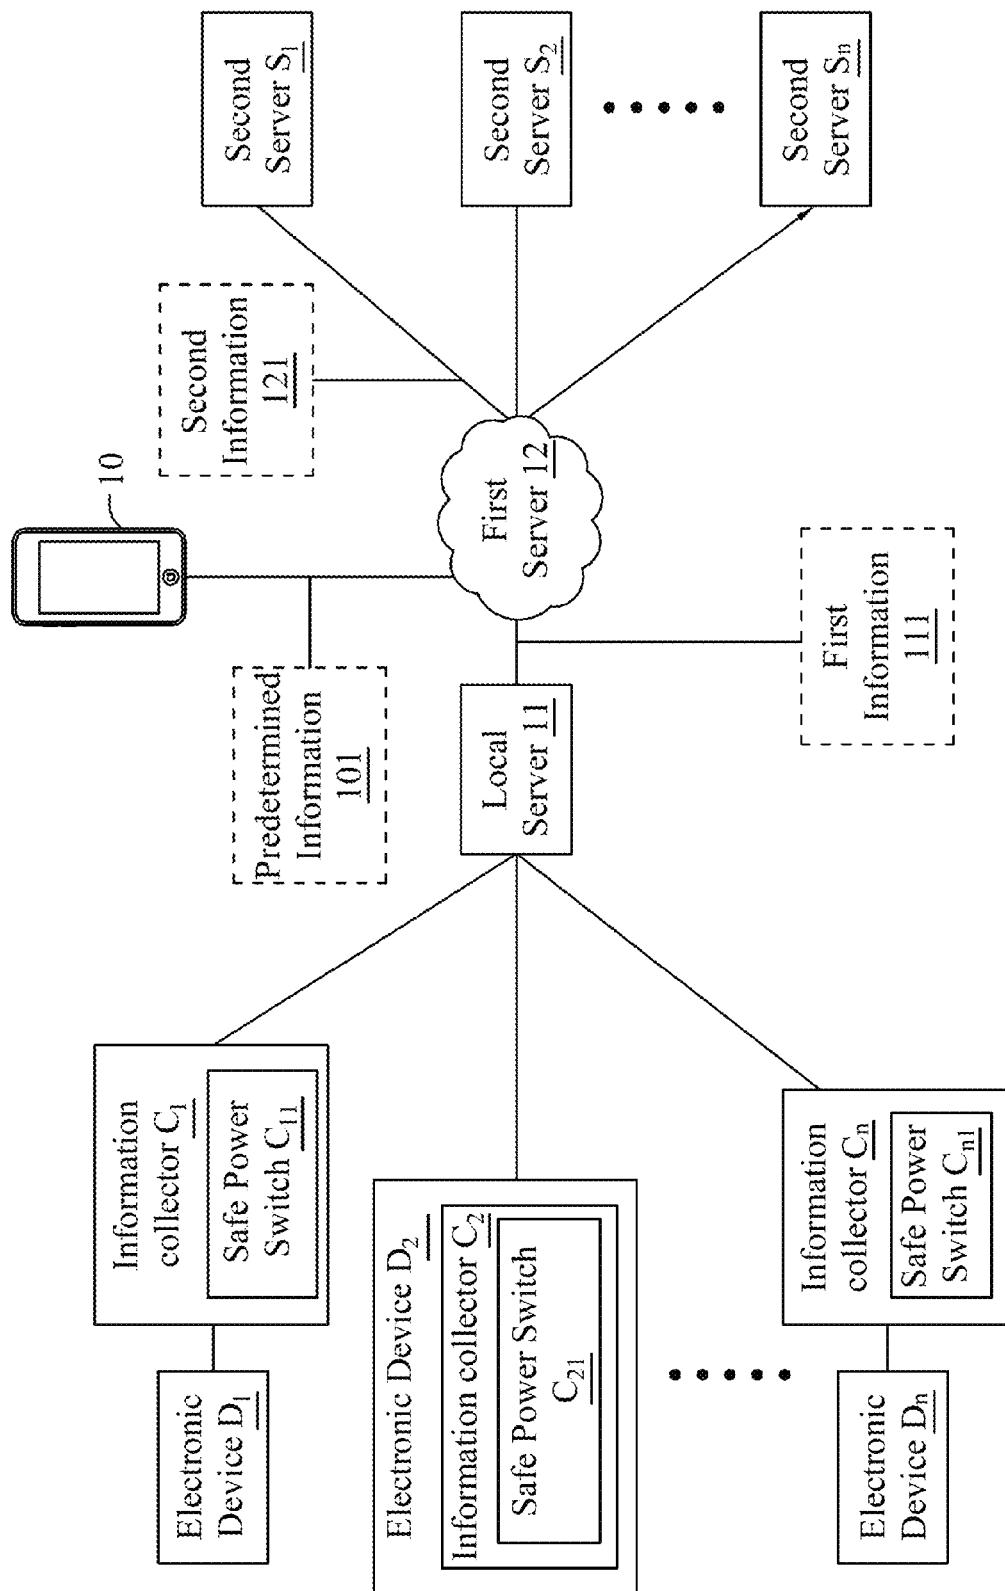 Electronic
Device D1
Information
collector C1
Safe Power
Switch C11
Electronic Device D2
Information collector C2
Safe Power Switch
C21
Electronic
Device Dn
Information
collector Cn
Safe Power
Switch Cn1
Predetermined
Information
101
10
Local
Server 11
First
Server 12
First
Information
111
Second
Information
121
Second
Server S1
Second
Server S2
Second
Server Sn